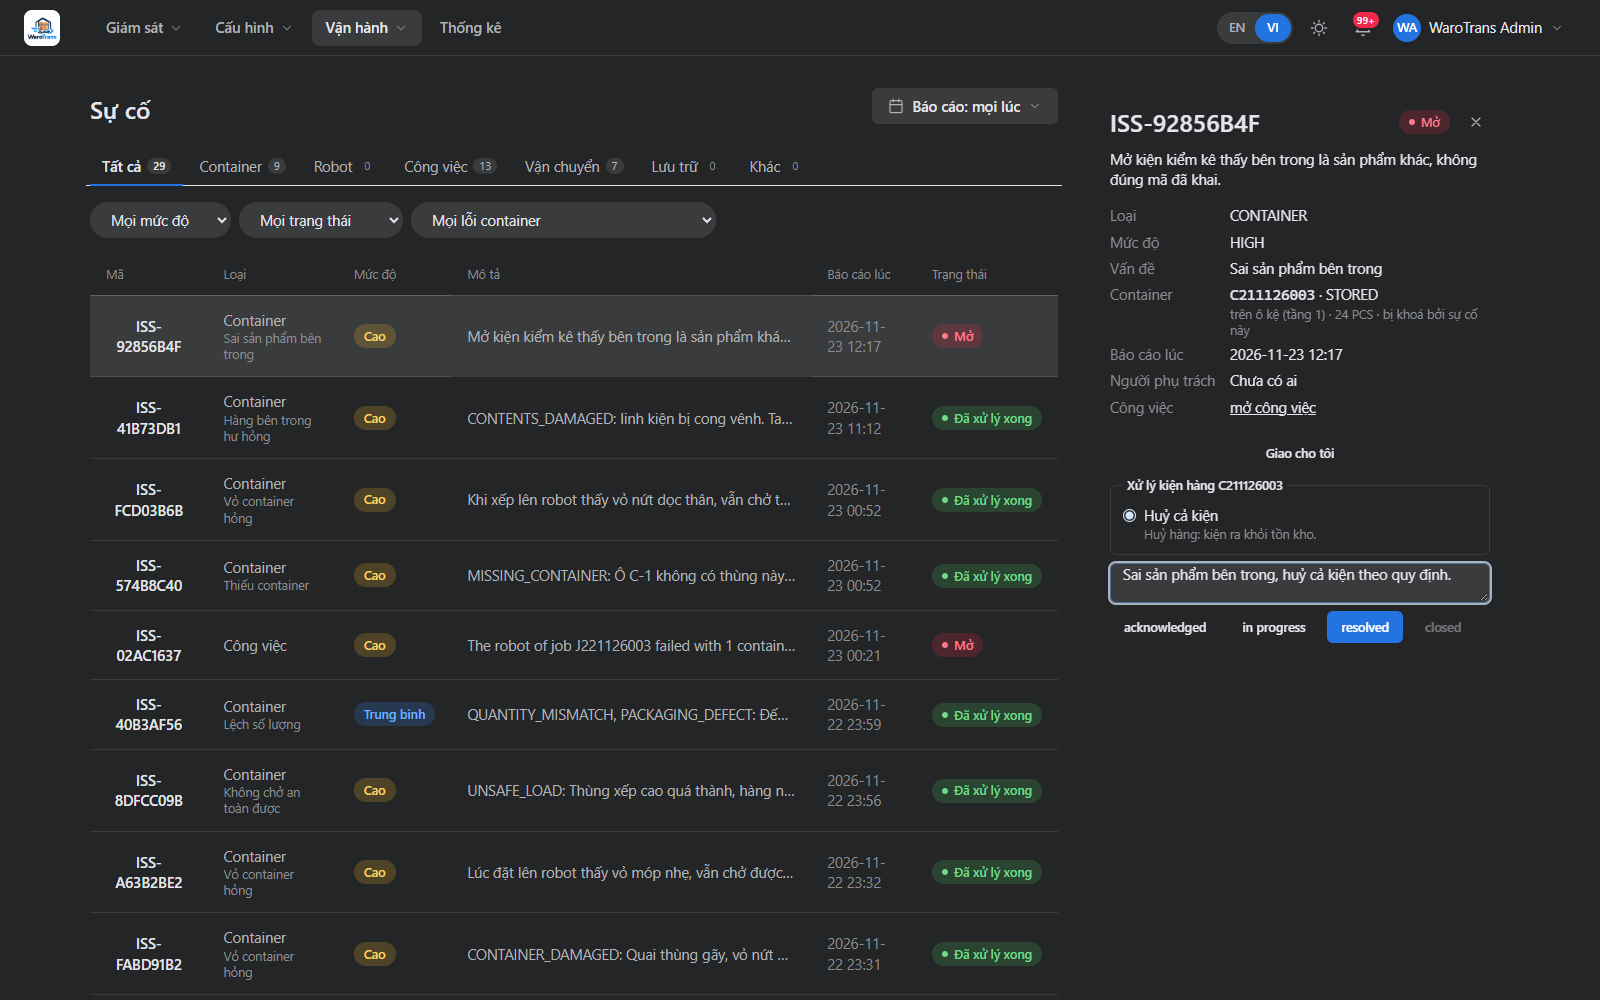 WaroTrans
Giám sát
Cấu hình
Vận hành
Thống kê
EN
VI
99+
WA
WaroTrans Admin
Sự cố
Báo cáo: mọi lúc
Tất cả 29
Container 9
Robot 0
Công việc 13
Vận chuyển 7
Lưu trữ 0
Khác 0
Mọi mức độ
Mọi trạng thái
Mọi lỗi container
Mã
Loại
Mức độ
Mô tả
Báo cáo lúc
Trạng thái
ISS-
92856B4F
Container
Sai sản phẩm bên
trong
Cao
Mở kiện kiểm kê thấy bên trong là sản phẩm khá...
2026-11-
23 12:17
Mở
ISS-
41B73DB1
Container
Hàng bên trong
hư hỏng
Cao
CONTENTS_DAMAGED: linh kiện bị cong vênh. Ta...
2026-11-
23 11:12
Đã xử lý xong
ISS-
FCD03B6B
Container
Vỏ container
hỏng
Cao
Khi xếp lên robot thấy vỏ nứt dọc thân, vẫn chở t...
2026-11-
23 00:52
Đã xử lý xong
ISS-
574B8C40
Container
Thiếu container
Cao
MISSING_CONTAINER: Ô C-1 không có thùng này...
2026-11-
23 00:52
Đã xử lý xong
ISS-
02AC1637
Công việc
Cao
The robot of job J221126003 failed with 1 contain...
2026-11-
23 00:21
Mở
ISS-
40B3AF56
Container
Lệch số lượng
Trung bình
QUANTITY_MISMATCH, PACKAGING_DEFECT: Đế...
2026-11-
22 23:59
Đã xử lý xong
ISS-
8DFCC09B
Container
Không chở an
toàn được
Cao
UNSAFE_LOAD: Thùng xếp cao quá thành, hàng n...
2026-11-
22 23:56
Đã xử lý xong
ISS-
A63B2BE2
Container
Vỏ container
hỏng
Cao
Lúc đặt lên robot thấy vỏ móp nhẹ, vẫn chở được...
2026-11-
22 23:32
Đã xử lý xong
ISS-
FABD91B2
Container
Vỏ container
hỏng
Cao
CONTAINER_DAMAGED: Quai thùng gãy, vỏ nứt ...
2026-11-
22 23:31
Đã xử lý xong
ISS-92856B4F
Mở
Mở kiện kiểm kê thấy bên trong là sản phẩm khác, không
đúng mã đã khai.
Loại CONTAINER
Mức độ HIGH
Vấn đề Sai sản phẩm bên trong
Container C211126003 · STORED
trên ô kệ (tầng 1) · 24 PCS · bị khoá bởi sự cố
này
Báo cáo lúc 2026-11-23 12:17
Người phụ trách Chưa có ai
Công việc mở công việc
Giao cho tôi
Xử lý kiện hàng C211126003
Huỷ cả kiện
Huỷ hàng: kiện ra khỏi tồn kho.
Sai sản phẩm bên trong, huỷ cả kiện theo quy định.
acknowledged
in progress
resolved
closed